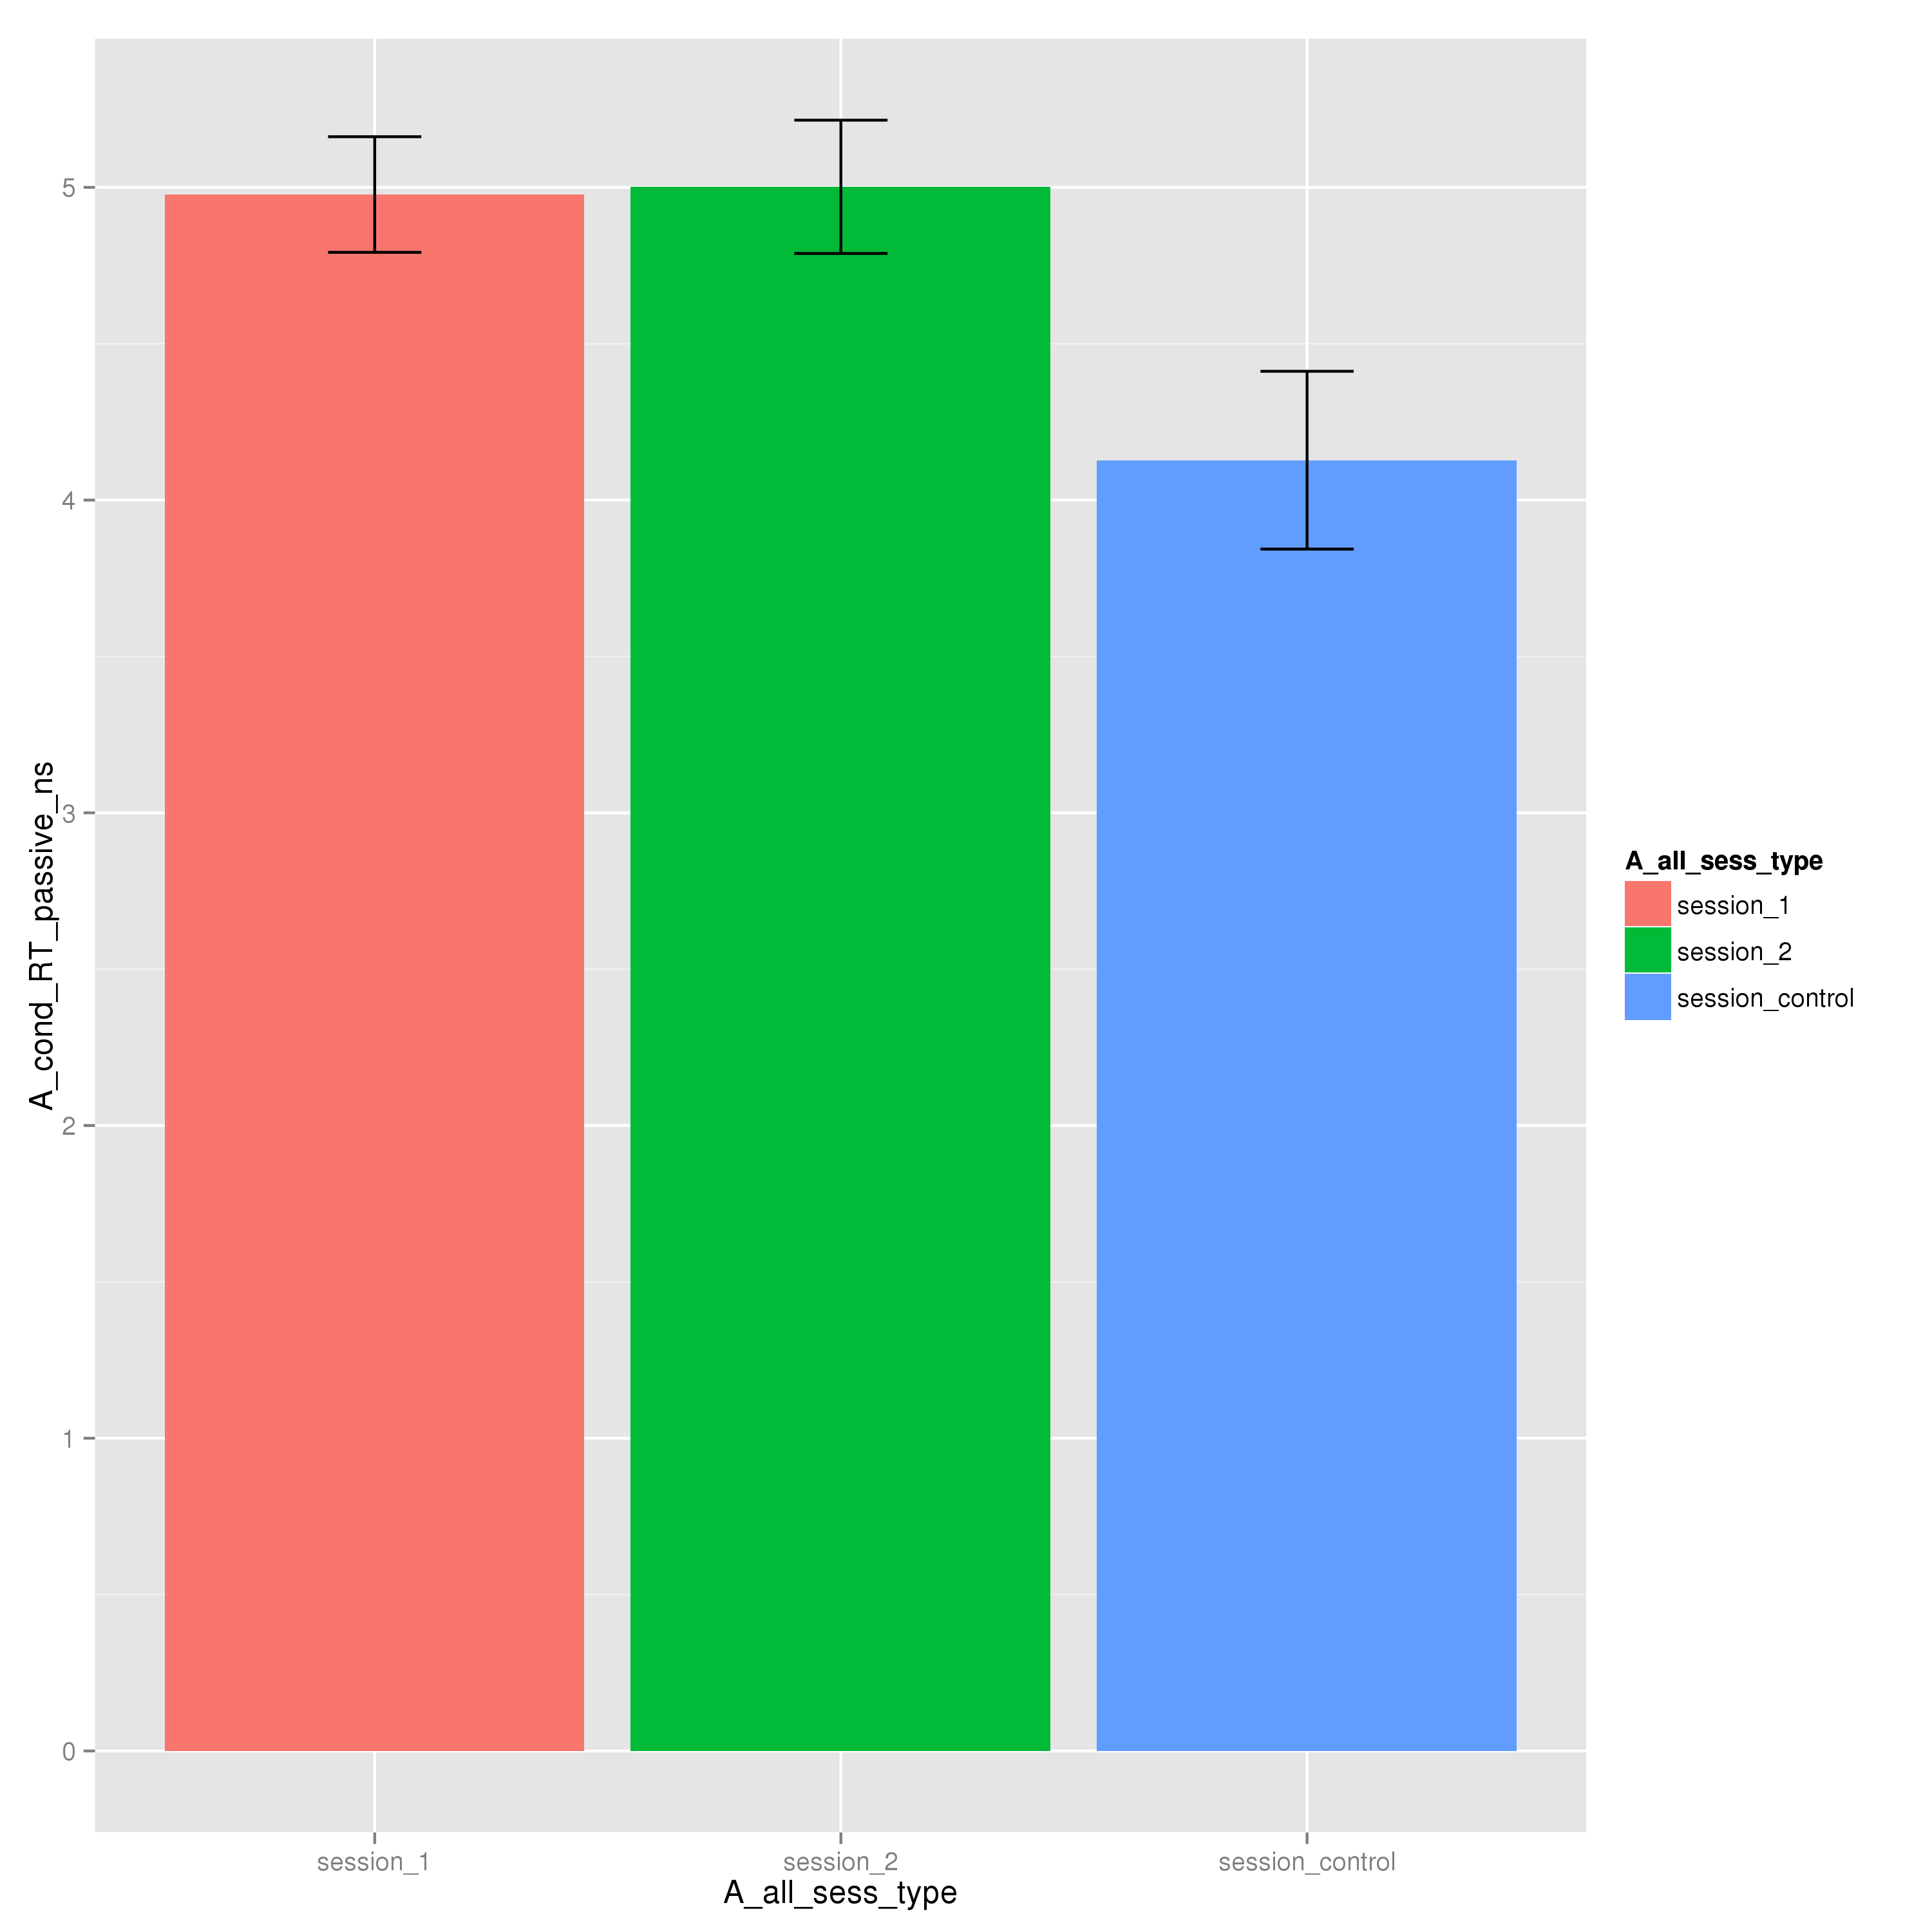 A_cond_RT_passive_ns
5
4
3
2
1
0
session_1
session_2
session_control
A_all_sess_type
A_all_sess_type
session_1
session_2
session_control